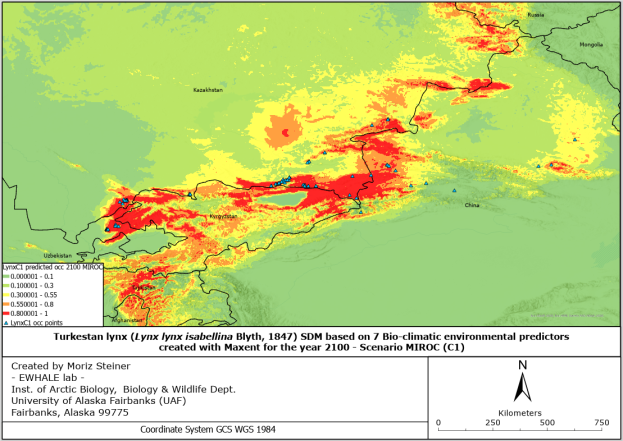 Russia
Mongolia
Kazakhstan
China
Kyrgyzstan
Uzbekistan
Afghanistan
LynxC1 predicted occ 2100 MIROC
0.000001 - 0.1
0.100001 - 0.3
0.300001 - 0.55
0.550001 - 0.8
0.800001 - 1
LynxC1 occ points
Turkestan lynx (Lynx lynx isabellina Blyth, 1847) SDM based on 7 Bio-climatic environmental predictors
created with Maxent for the year 2100 - Scenario MIROC (C1)
Created by Moriz Steiner
- EWHALE lab -
Inst. of Arctic Biology, Biology & Wildlife Dept.
University of Alaska Fairbanks (UAF)
Fairbanks, Alaska 99775
Coordinate System GCS WGS 1984
N
Kilometers
0 250 500 750